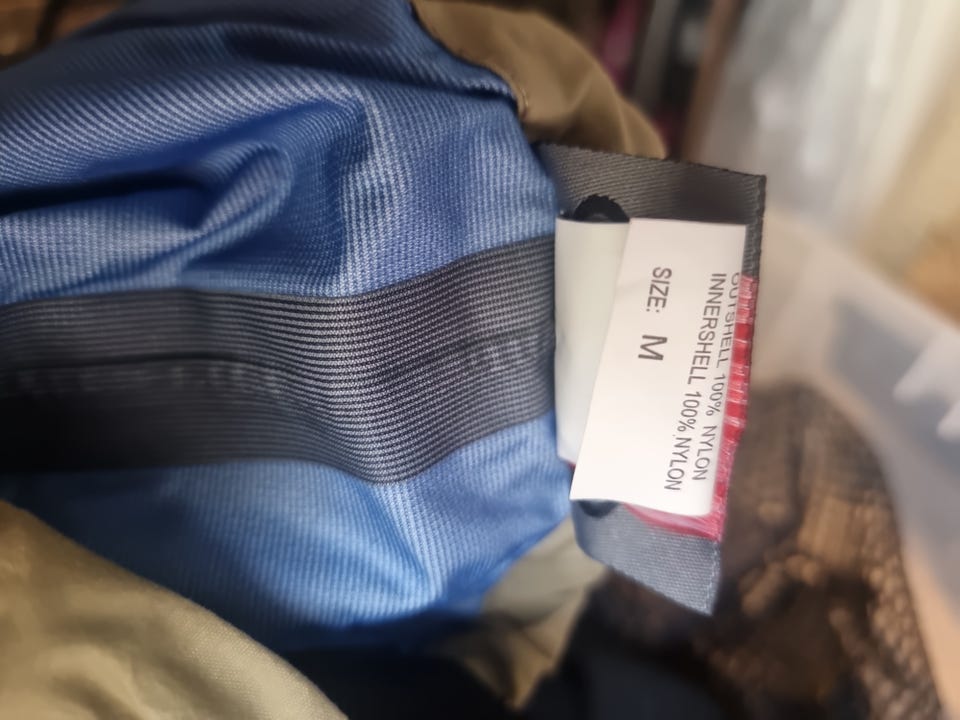 OUTSHELL 100% NYLON
INNERSHELL 100% NYLON
SIZE: M